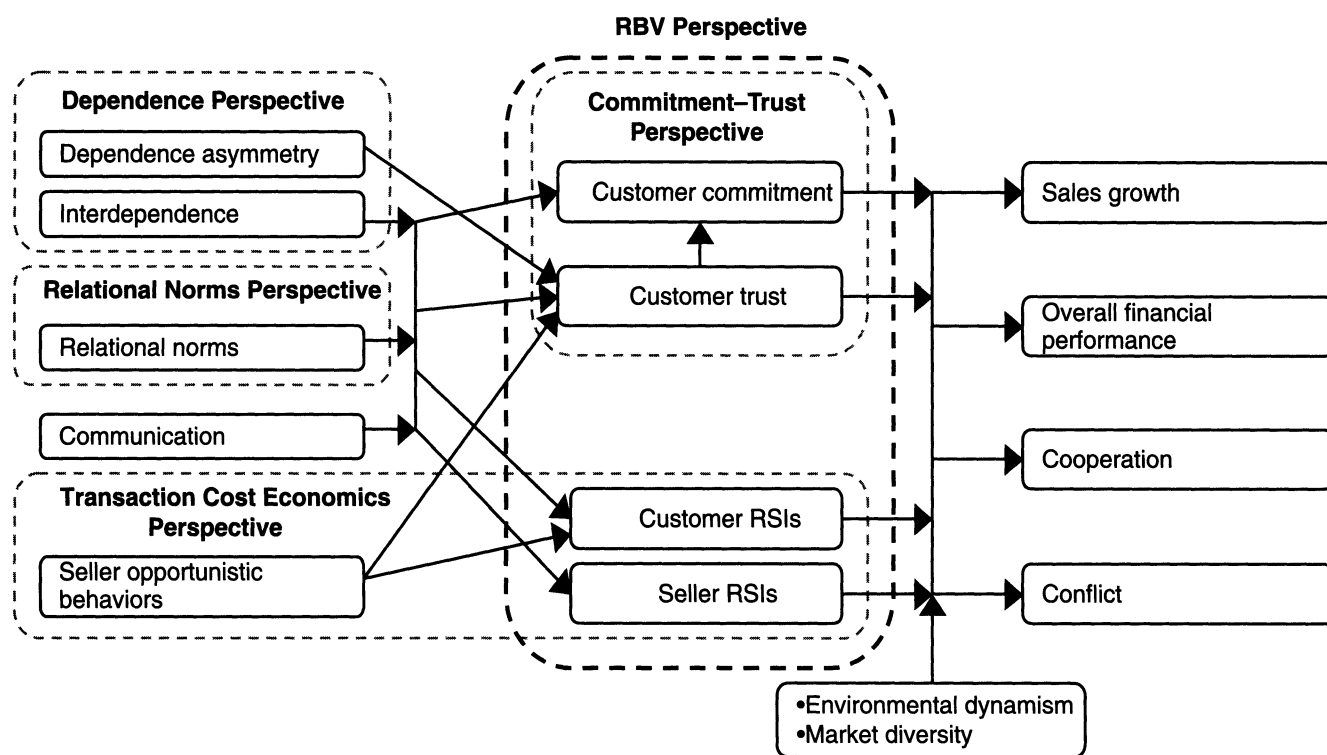 RBV Perspective
Dependence Perspective
Dependence asymmetry
Interdependence
Relational Norms Perspective
Relational norms
Communication
Transaction Cost Economics
Perspective
Seller opportunistic
behaviors
Commitment–Trust
Perspective
Customer commitment
Customer trust
Customer RSIs
Seller RSIs
Sales growth
Overall financial
performance
Cooperation
Conflict
•Environmental dynamism
•Market diversity